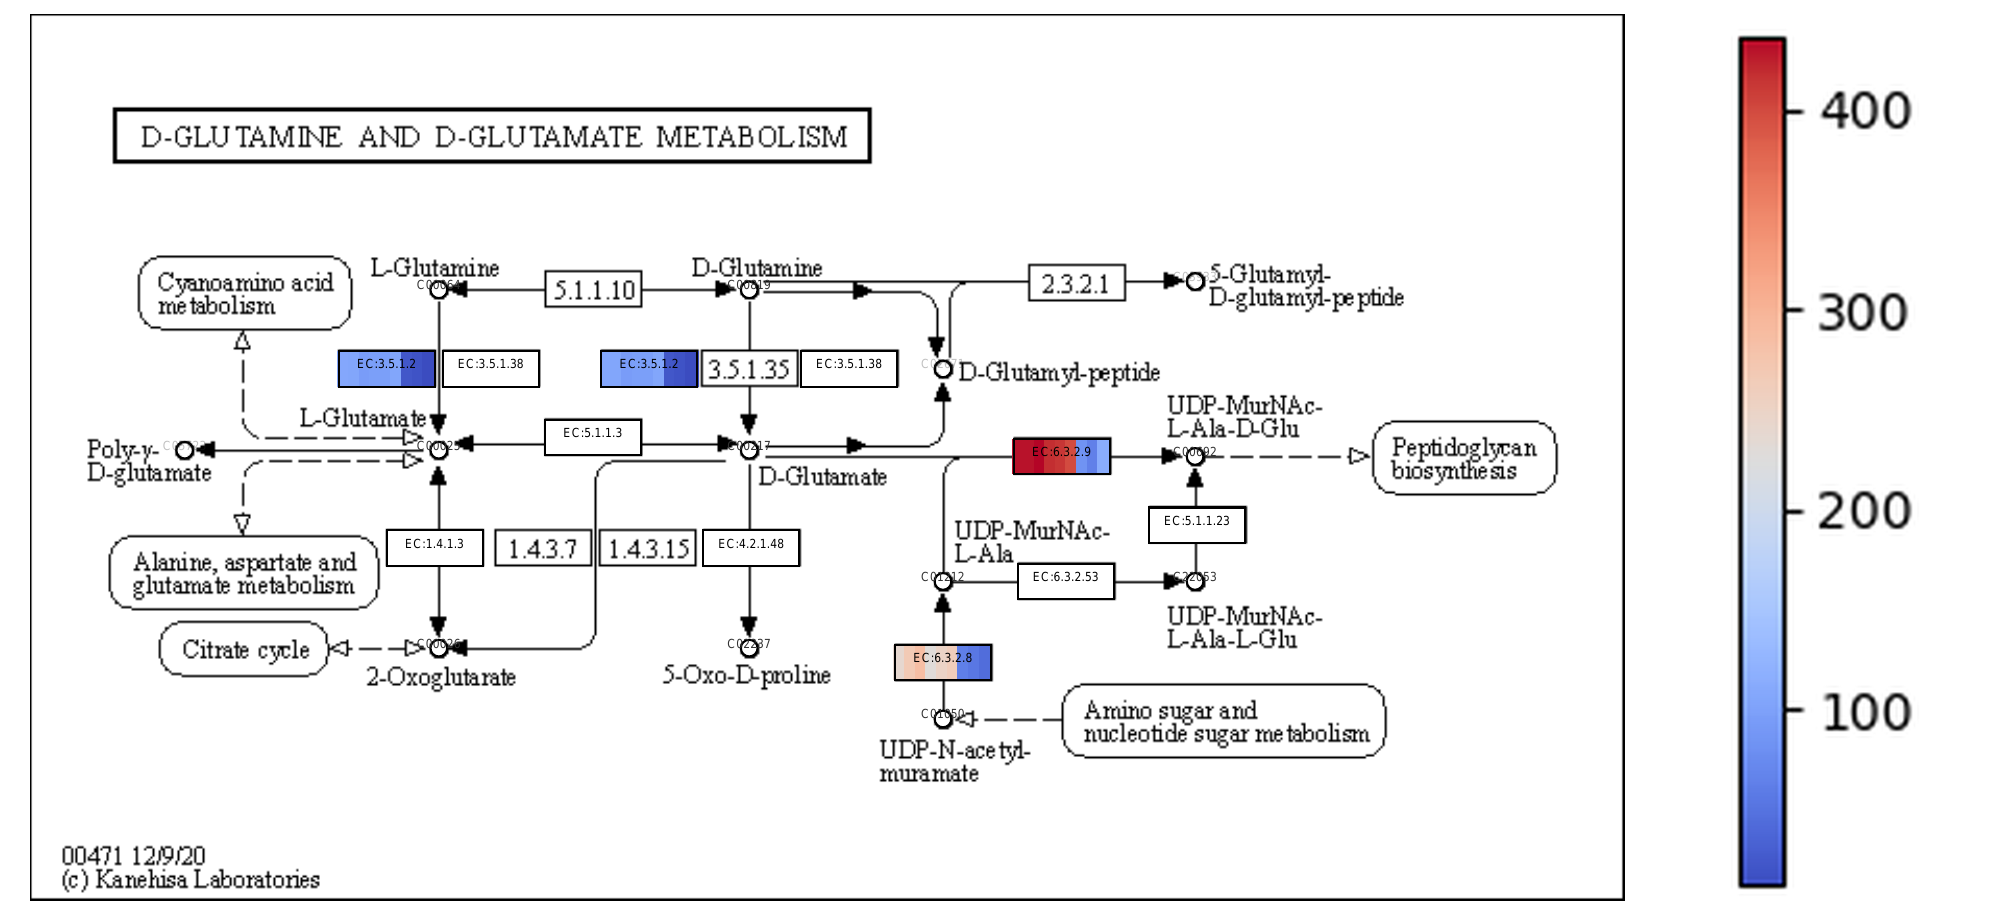 D-GLUTAMINE AND D-GLUTAMATE METABOLISM
400
300
200
100
Cyanoamino acid
metabolism
L-Glutamine
5.1.1.10
D-Glutamine
C00819
2.3.2.1
5-Glutamyl-
D-glutamyl-peptide
EC:3.5.1.2
EC:3.5.1.38
EC:3.5.1.2
3.5.1.35
EC:3.5.1.38
D-Glutamyl-peptide
L-Glutamate
C00025
EC:5.1.1.3
C00217
D-Glutamate
Poly-γ-
D-glutamate
EC:6.3.2.9
UDP-MurNAc-
L-Ala-D-Glu
C00692
Peptidoglycan
biosynthesis
Alanine, aspartate and
glutamate metabolism
EC:1.4.1.3
1.4.3.7
1.4.3.15
EC:4.2.1.48
UDP-MurNAc-
L-Ala
C01212
EC:6.3.2.53
EC:5.1.1.23
C22053
UDP-MurNAc-
L-Ala-L-Glu
Citrate cycle
C00026
2-Oxoglutarate
C02237
5-Oxo-D-proline
EC:6.3.2.8
C01050
UDP-N-acetyl-
muramate
Amino sugar and
nucleotide sugar metabolism
00471 12/9/20
(c) Kanehisa Laboratories